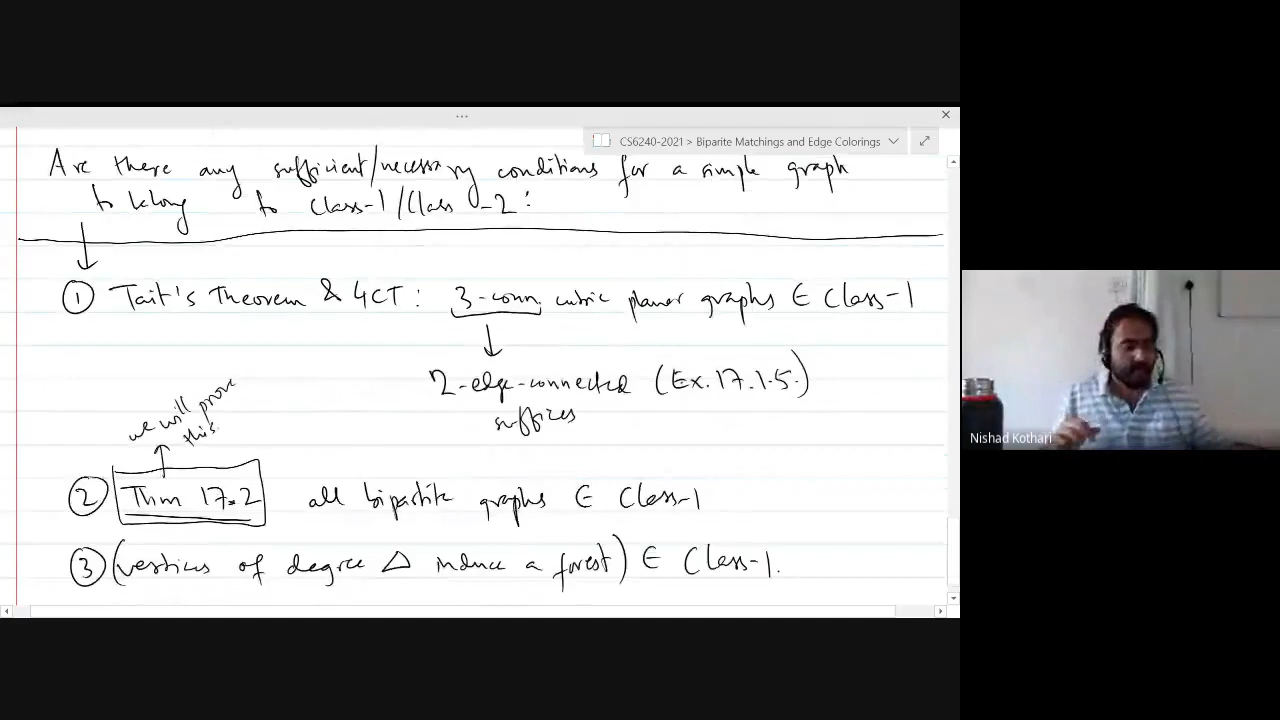 CS6240-2021 > Biparite Matchings and Edge Colorings
Are there any sufficient/necessary conditions for a simple graph
to belong to Class-1/Class-2?
① Tait's Theorem & 4CT: 3-conn. cubic planar graphs ∈ Class-1
2-edge-connected (Ex. 17.1.5.)
suffices
we will prove
this.
② Thm 17.2 all bipartite graphs ∈ Class-1
③ (vertices of degree Δ induce a forest) ∈ Class-1.
Nishad Kothari